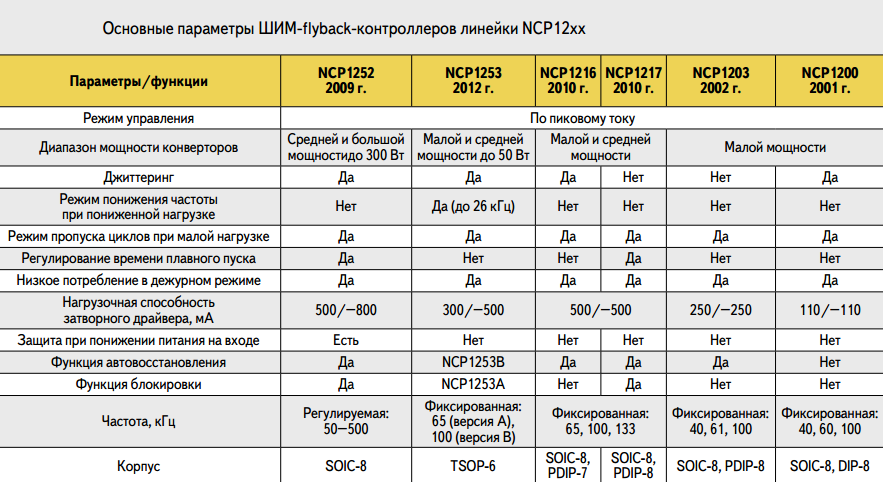 Основные параметры ШИМ-flyback-контроллеров линейки NCP12xx
Параметры/функции
NCP1252
2009 г.
NCP1253
2012 г.
NCP1216
2010 г.
NCP1217
2010 г.
NCP1203
2002 г.
NCP1200
2001 г.
Режим управления
По пиковому току
Диапазон мощности конверторов
Средней и большой
мощностидо 300 Вт
Малой и средней
мощности до 50 Вт
Малой и средней
мощности
Малой мощности
Джиттеринг
Да
Да
Да
Нет
Нет
Да
Режим понижения частоты
при пониженной нагрузке
Нет
Да (до 26 кГц)
Нет
Нет
Нет
Нет
Режим пропуска циклов при малой нагрузке
Да
Да
Да
Да
Да
Да
Регулирование времени плавного пуска
Да
Нет
Нет
Да
Нет
Нет
Низкое потребление в дежурном режиме
Да
Да
Да
Да
Да
Да
Нагрузочная способность
затворного драйвера, мА
500/−800
300/−500
500/−500
250/−250
110/−110
Защита при понижении питания на входе
Есть
Нет
Нет
Нет
Нет
Нет
Функция автовосстановления
Да
NCP1253B
Да
Да
Да
Нет
Функция блокировки
Да
NCP1253A
Нет
Да
Нет
Нет
Частота, кГц
Регулируемая:
50−500
Фиксированная:
65 (версия А),
100 (версия В)
Фиксированная:
65, 100, 133
Фиксированная:
40, 61, 100
Фиксированная:
40, 60, 100
Корпус
SOIC-8
TSOP-6
SOIC-8,
PDIP-7
SOIC-8,
PDIP-8
SOIC-8, PDIP-8
SOIC-8, DIP-8